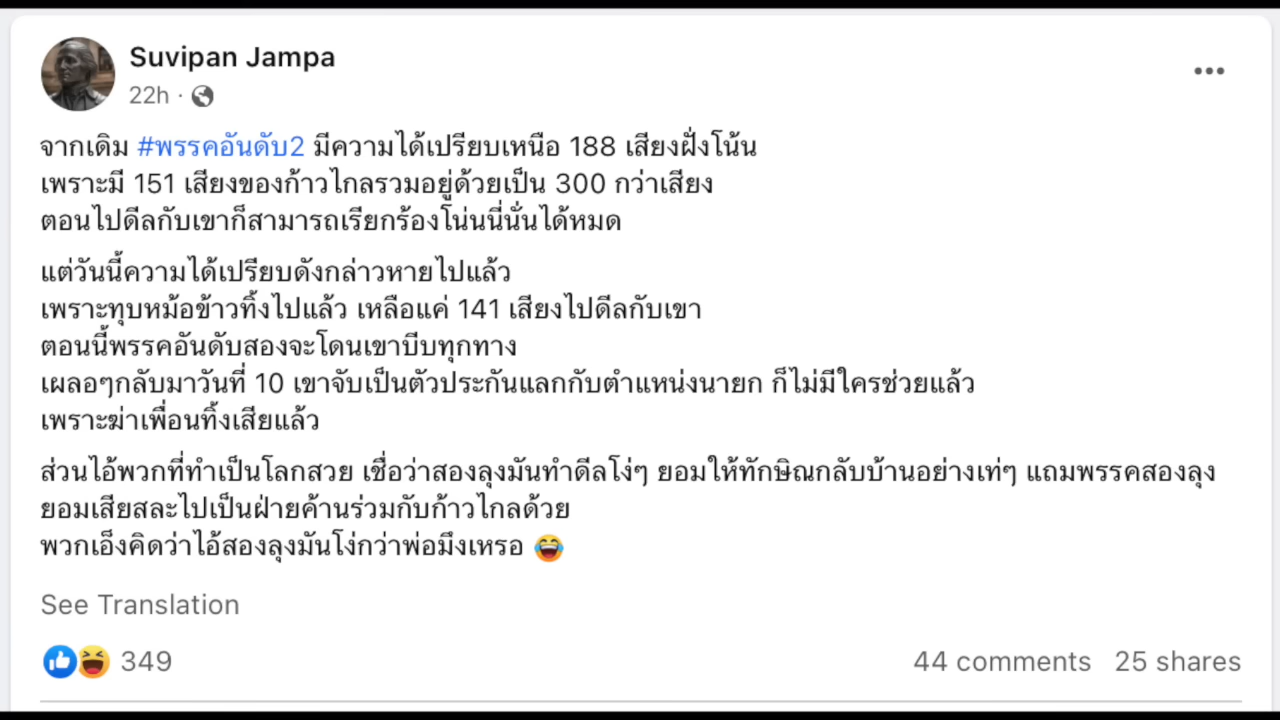 Suvipan Jampa
22h ·
จากเดิม #พรรคอันดับ2 มีความได้เปรียบเหนือ 188 เสียงฝั่งโน้น
เพราะมี 151 เสียงของก้าวไกลรวมอยู่ด้วยเป็น 300 กว่าเสียง
ตอนไปดีลกับเขาก็สามารถเรียกร้องโน่นนี่นั่นได้หมด
แต่วันนี้ความได้เปรียบดังกล่าวหายไปแล้ว
เพราะทุบหม้อข้าวทิ้งไปแล้ว เหลือแค่ 141 เสียงไปดีลกับเขา
ตอนนี้พรรคอันดับสองจะโดนเขาบีบทุกทาง
เผลอๆกลับมาวันที่ 10 เขาจับเป็นตัวประกันแลกกับตำแหน่งนายก ก็ไม่มีใครช่วยแล้ว
เพราะฆ่าเพื่อนทิ้งเสียแล้ว
ส่วนไอ้พวกที่ทำเป็นโลกสวย เชื่อว่าสองลุงมันทำดีลโง่ๆ ยอมให้ทักษิณกลับบ้านอย่างเท่ๆ แถมพรรคสองลุง
ยอมเสียสละไปเป็นฝ่ายค้านร่วมกับก้าวไกลด้วย
พวกเอ็งคิดว่าไอ้สองลุงมันโง่กว่าพ่อมึงเหรอ 😂
See Translation
349
44 comments 25 shares